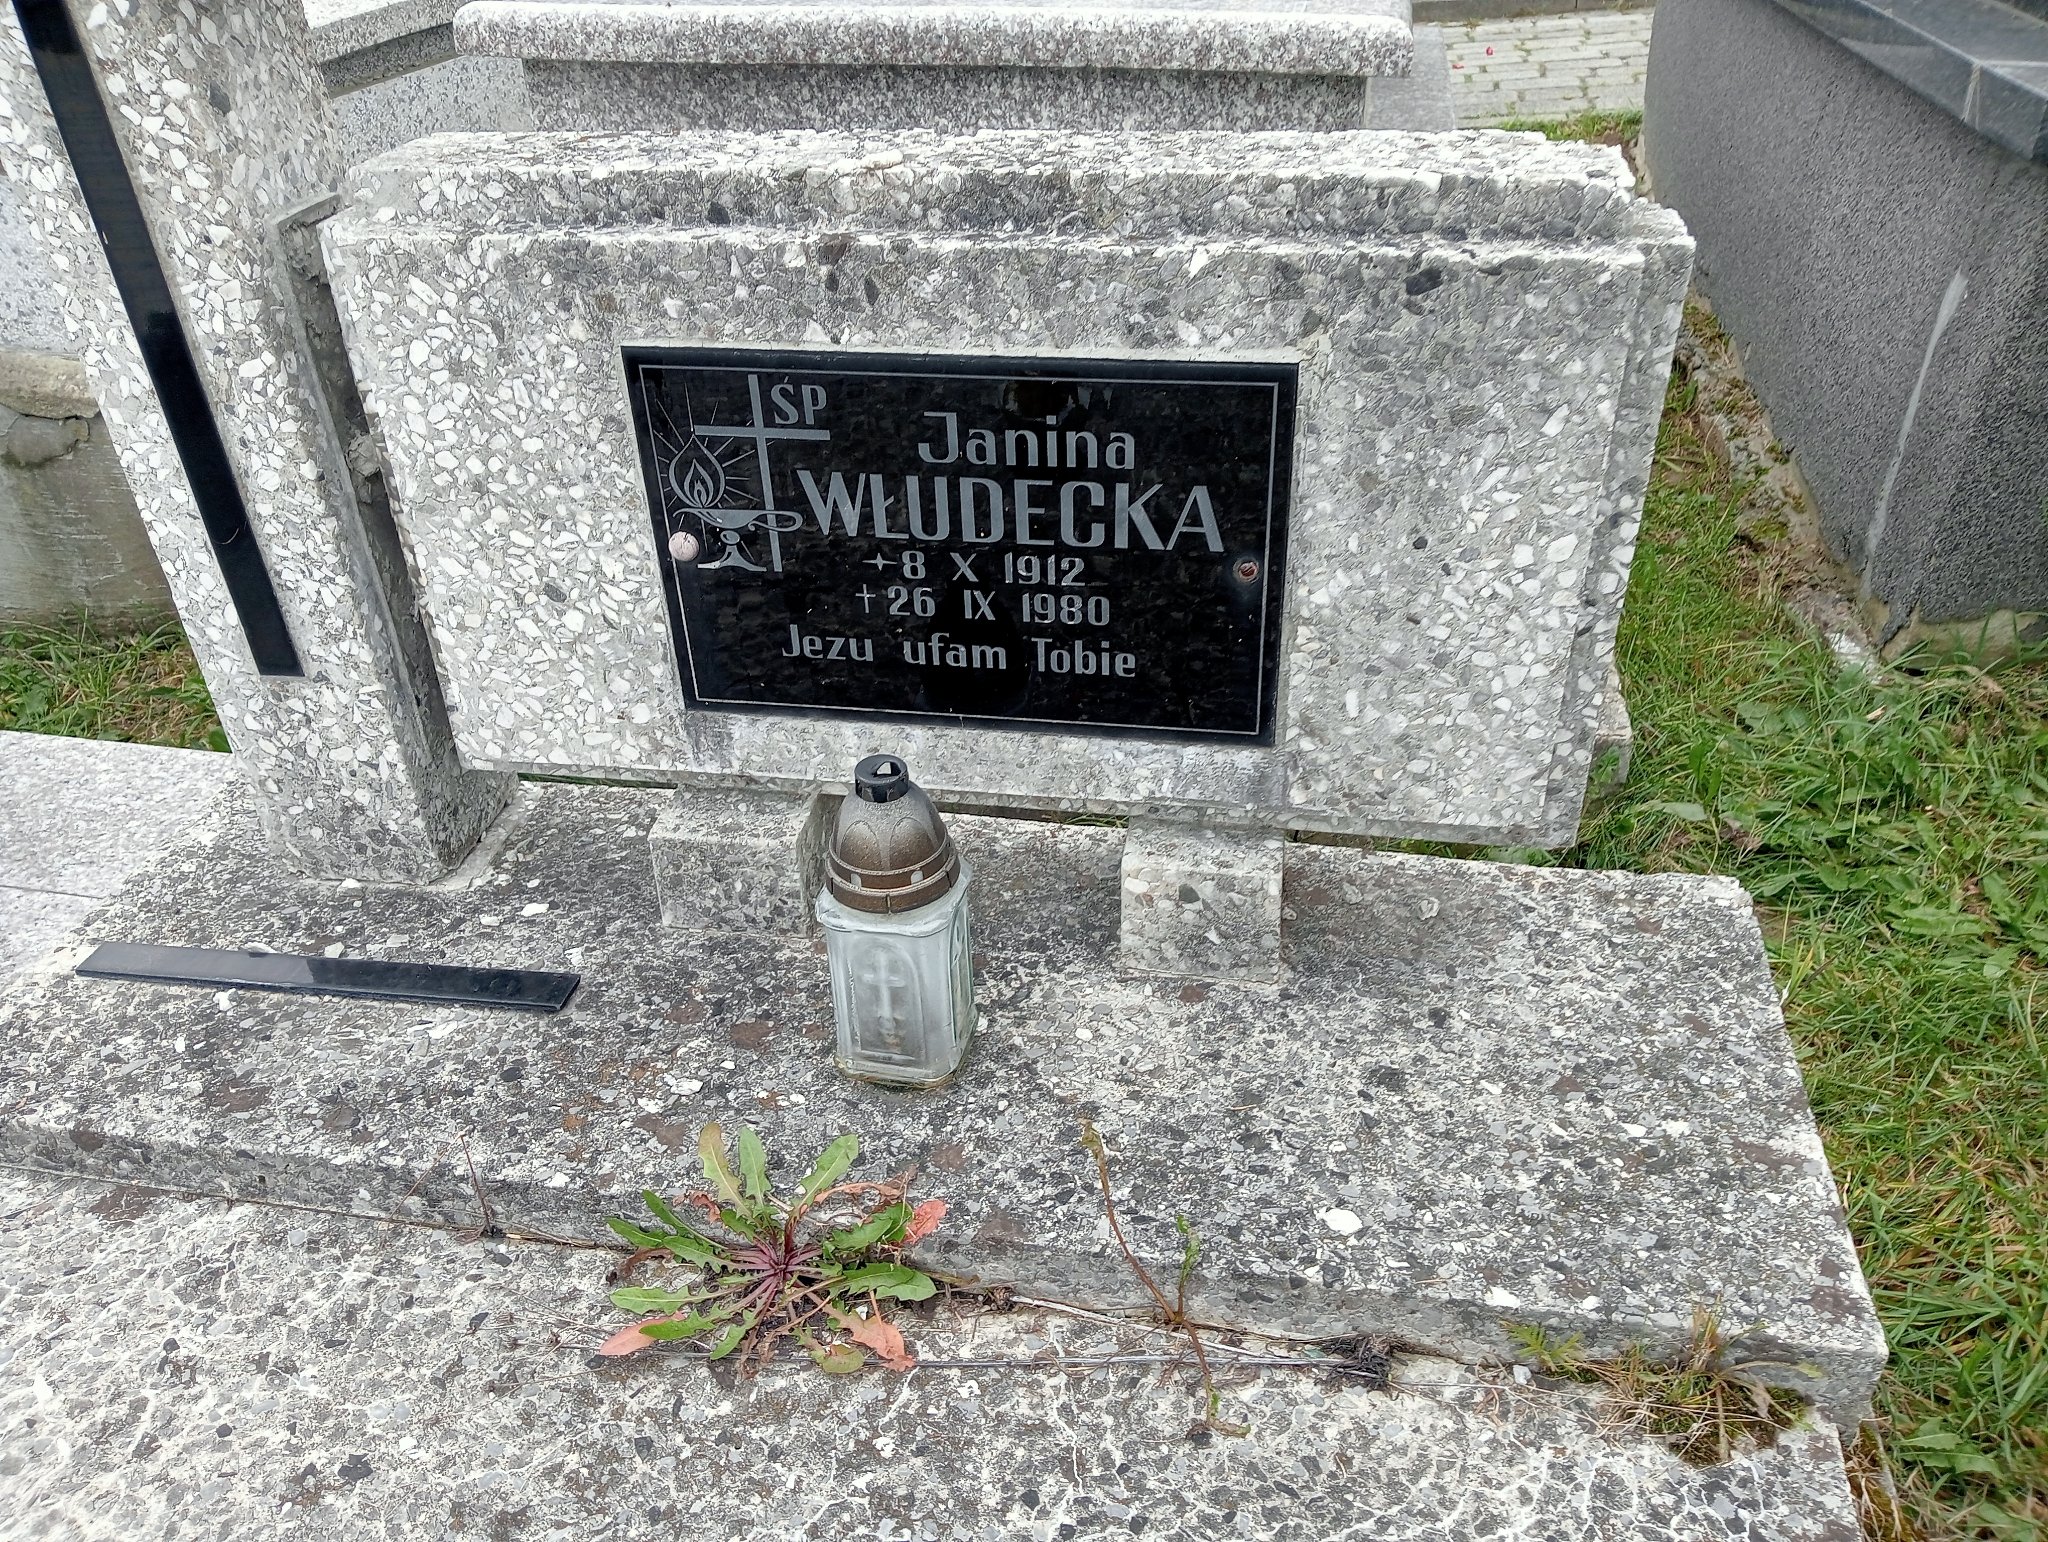 ŚP
Janina
WŁUDECKA
✦8 X 1912
†26 IX 1980
Jezu ufam Tobie